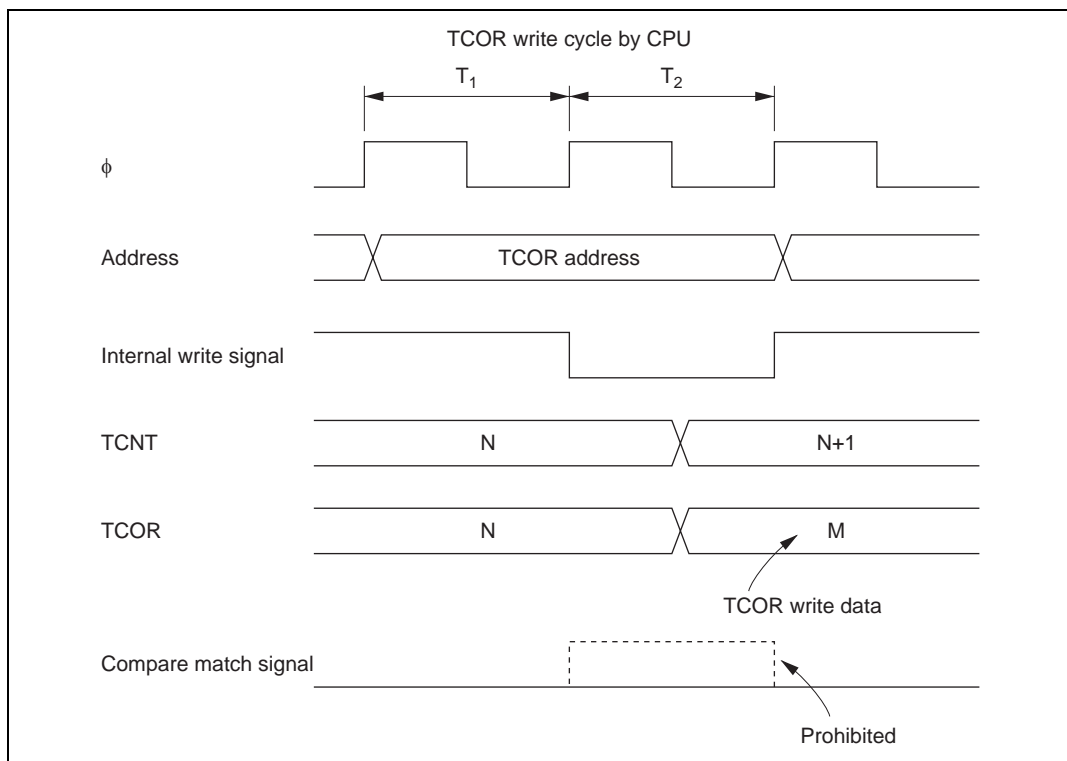 TCOR write cycle by CPU
T1 T2
ϕ
Address TCOR address
Internal write signal
TCNT N N+1
TCOR N M
TCOR write data
Compare match signal
Prohibited